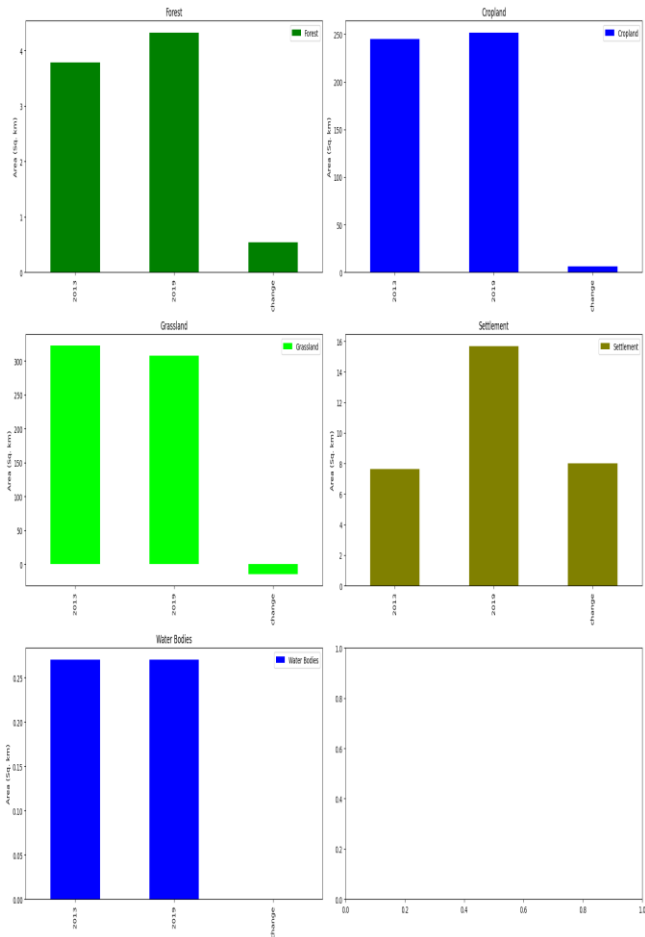 Forest
Forest
Area (Sq. km)
4
3
2
1
0
2013
2019
change
Cropland
Cropland
Area (Sq. km)
250
200
150
100
50
0
2013
2019
change
Grassland
Grassland
Area (Sq. km)
300
250
200
150
100
50
0
2013
2019
change
Settlement
Settlement
Area (Sq. km)
16
14
12
10
8
6
4
2
0
2013
2019
change
Water Bodies
Water Bodies
Area (Sq. km)
0.25
0.20
0.15
0.10
0.05
0.00
2013
2019
change
1.0
0.8
0.6
0.4
0.2
0.0
0.0 0.2 0.4 0.6 0.8 1.0